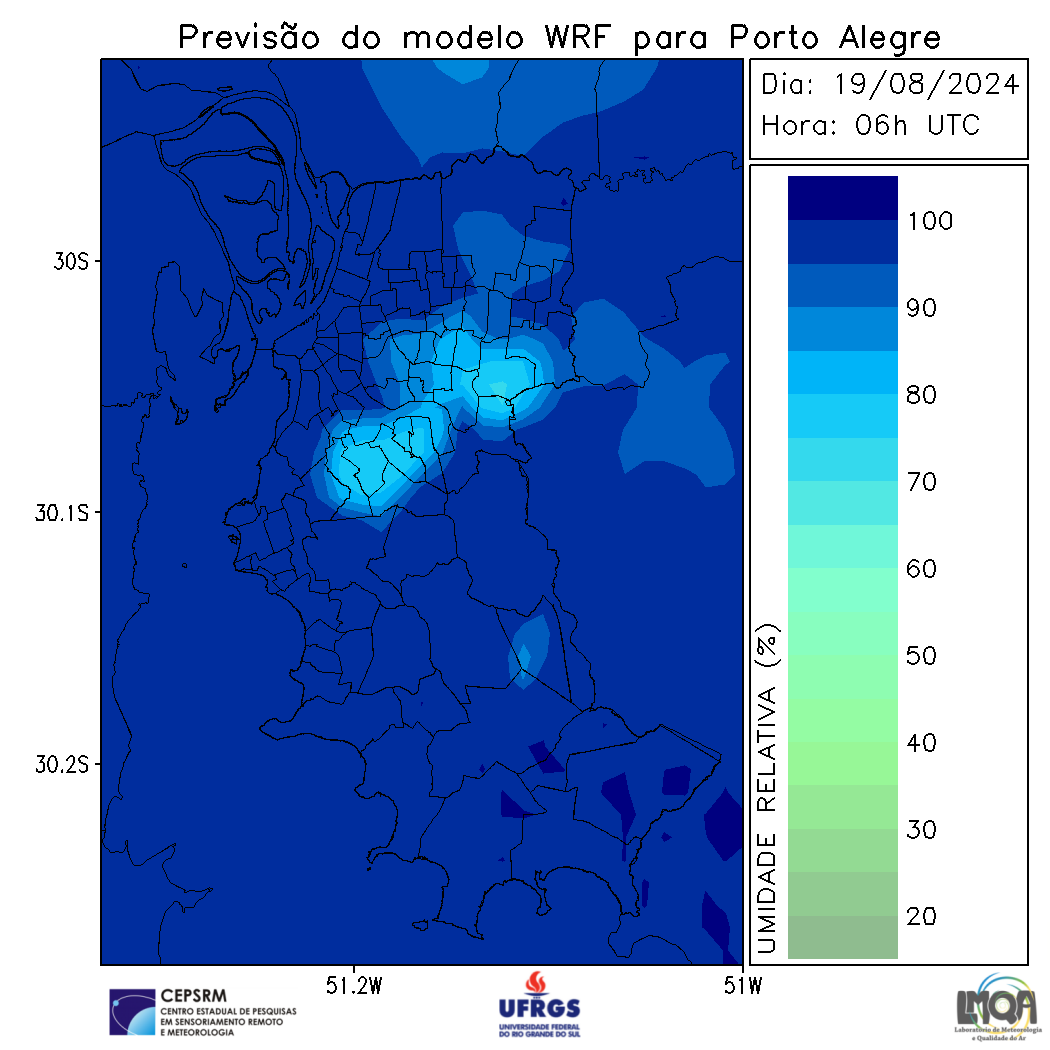 Previsão do modelo WRF para Porto Alegre
Dia: 19/08/2024
Hora: 06h UTC
30S
30.1S
30.2S
51.2W
51W
UMIDADE RELATIVA (%)
100
90
80
70
60
50
40
30
20
CEPSRM
CENTRO ESTADUAL DE PESQUISAS
EM SENSORIAMENTO REMOTO
E METEOROLOGIA
UFRGS
UNIVERSIDADE FEDERAL
DO RIO GRANDE DO SUL
LMQA
Laboratório de Meteorologia
e Qualidade do Ar